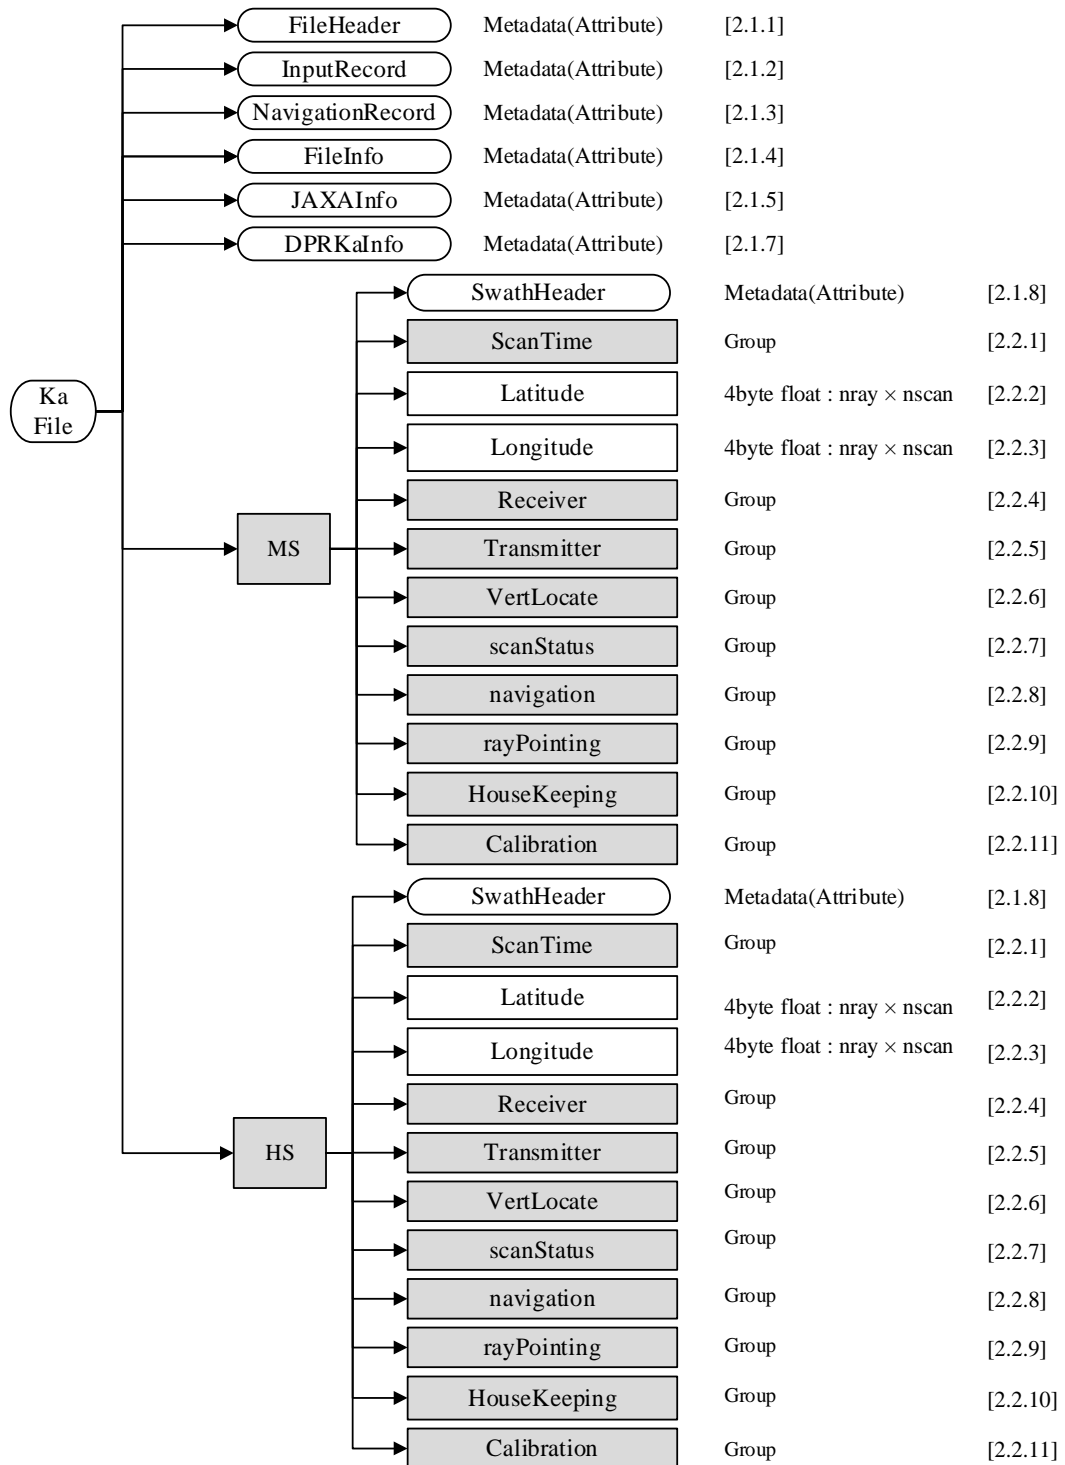 FileHeader Metadata(Attribute) [2.1.1]
InputRecord Metadata(Attribute) [2.1.2]
NavigationRecord Metadata(Attribute) [2.1.3]
FileInfo Metadata(Attribute) [2.1.4]
JAXAInfo Metadata(Attribute) [2.1.5]
DPRKaInfo Metadata(Attribute) [2.1.7]
Ka
File
MS
SwathHeader Metadata(Attribute) [2.1.8]
ScanTime Group [2.2.1]
Latitude 4byte float : nray × nscan [2.2.2]
Longitude 4byte float : nray × nscan [2.2.3]
Receiver Group [2.2.4]
Transmitter Group [2.2.5]
VertLocate Group [2.2.6]
scanStatus Group [2.2.7]
navigation Group [2.2.8]
rayPointing Group [2.2.9]
HouseKeeping Group [2.2.10]
Calibration Group [2.2.11]
HS
SwathHeader Metadata(Attribute) [2.1.8]
ScanTime Group [2.2.1]
Latitude 4byte float : nray × nscan [2.2.2]
Longitude 4byte float : nray × nscan [2.2.3]
Receiver Group [2.2.4]
Transmitter Group [2.2.5]
VertLocate Group [2.2.6]
scanStatus Group [2.2.7]
navigation Group [2.2.8]
rayPointing Group [2.2.9]
HouseKeeping Group [2.2.10]
Calibration Group [2.2.11]